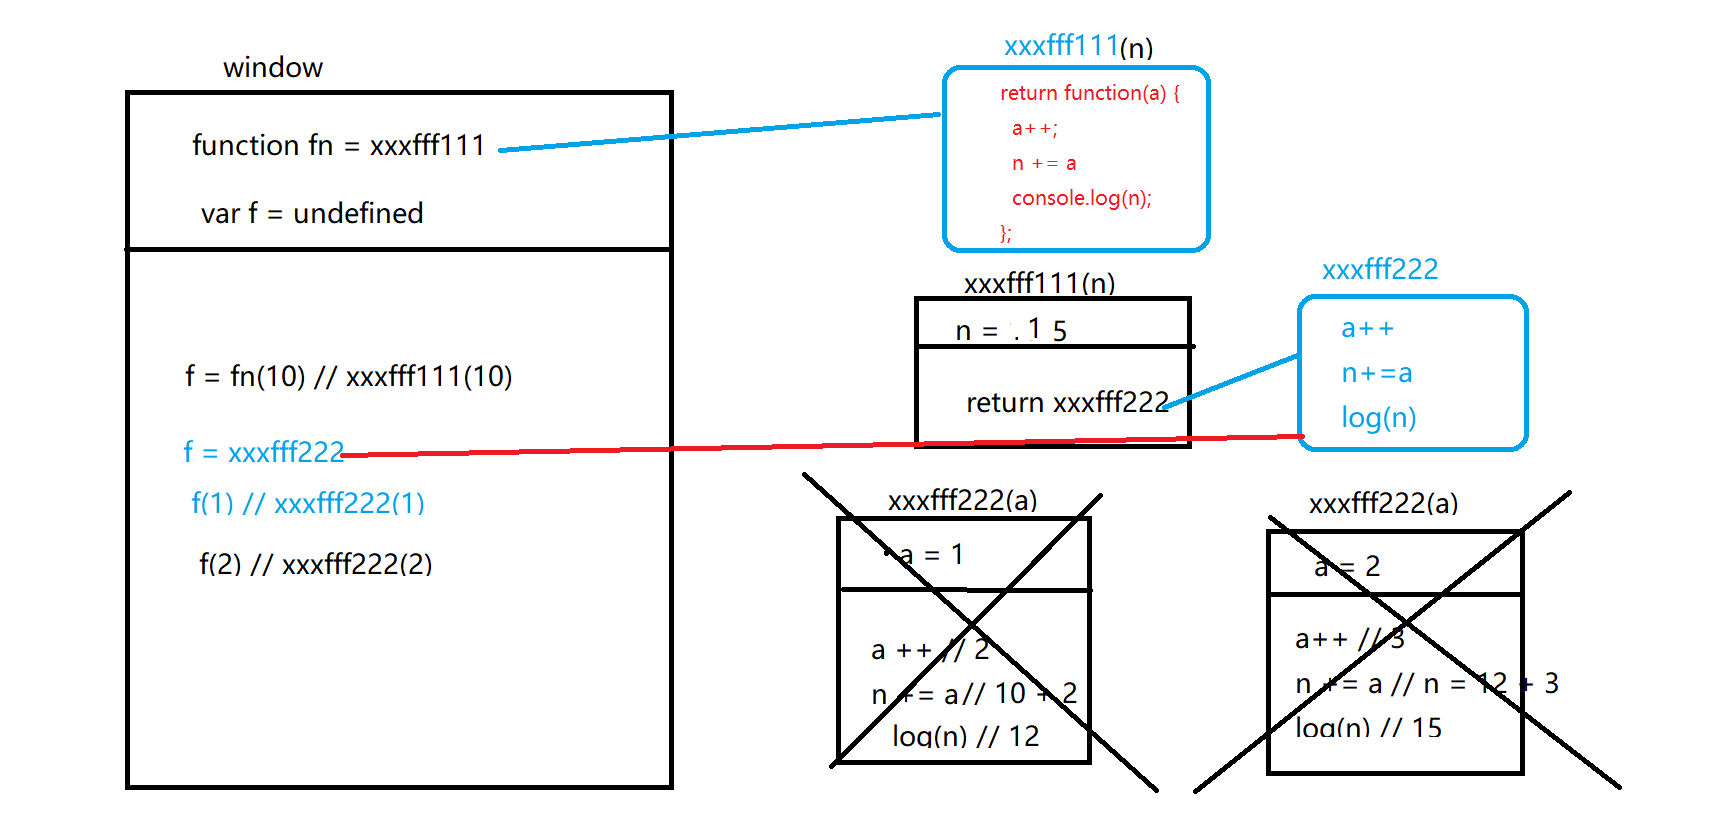 window
function fn = xxxfff111
var f = undefined
f = fn(10) // xxxfff111(10)
f = xxxfff222
f(1) // xxxfff222(1)
f(2) // xxxfff222(2)
xxxfff111(n)
return function(a) {
a++;
n += a
console.log(n);
};
xxxfff111(n)
n = 1 5
return xxxfff222
xxxfff222
a++
n+=a
log(n)
xxxfff222(a)
a = 1
a ++ // 2
n += a// 10 + 2
log(n) // 12
xxxfff222(a)
a = 2
a++ // 3
n += a // n = 12 + 3
log(n) // 15